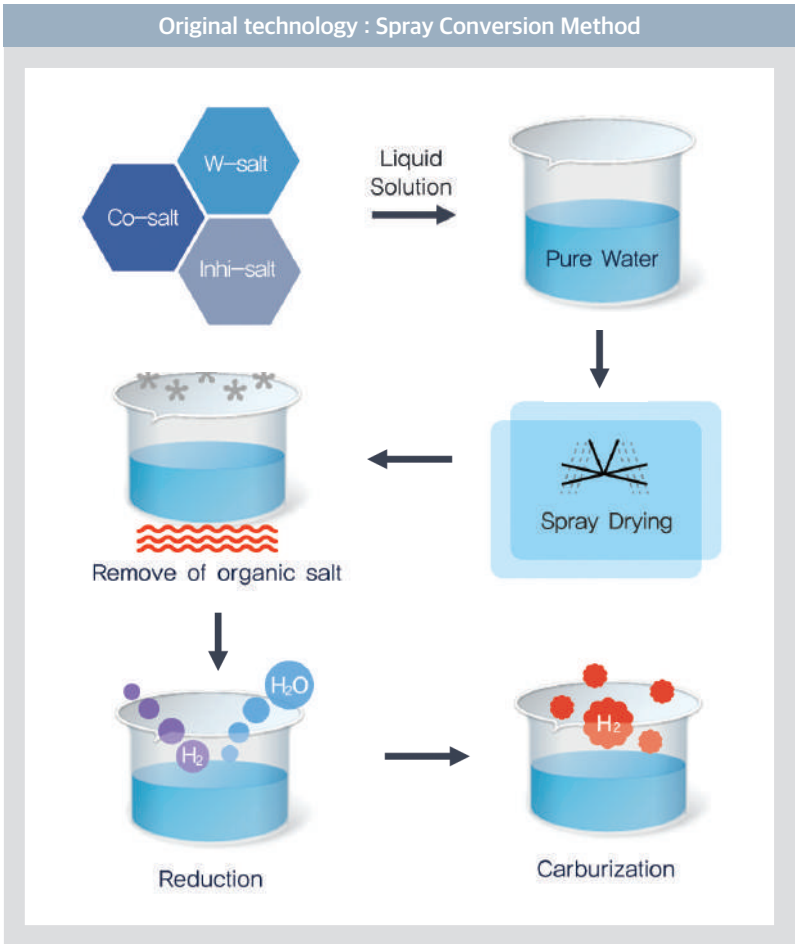 Original technology : Spray Conversion Method
W-salt
Co-salt
Inhi-salt
Liquid
Solution
Pure Water
Spray Drying
Remove of organic salt
H₂O
H₂
Reduction
H₂
Carburization